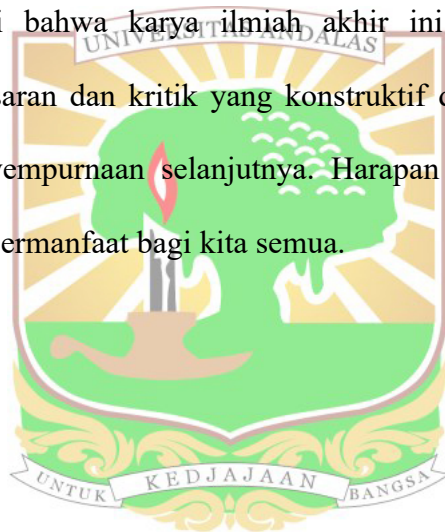 i bahwa karya ilmiah akhir ini
UNIVERSITAS ANDALAS
saran dan kritik yang konstruktif
empurnaan selanjutnya. Harapan
ermanfaat bagi kita semua.
UNTUK KEDJAJAAN BANGSA